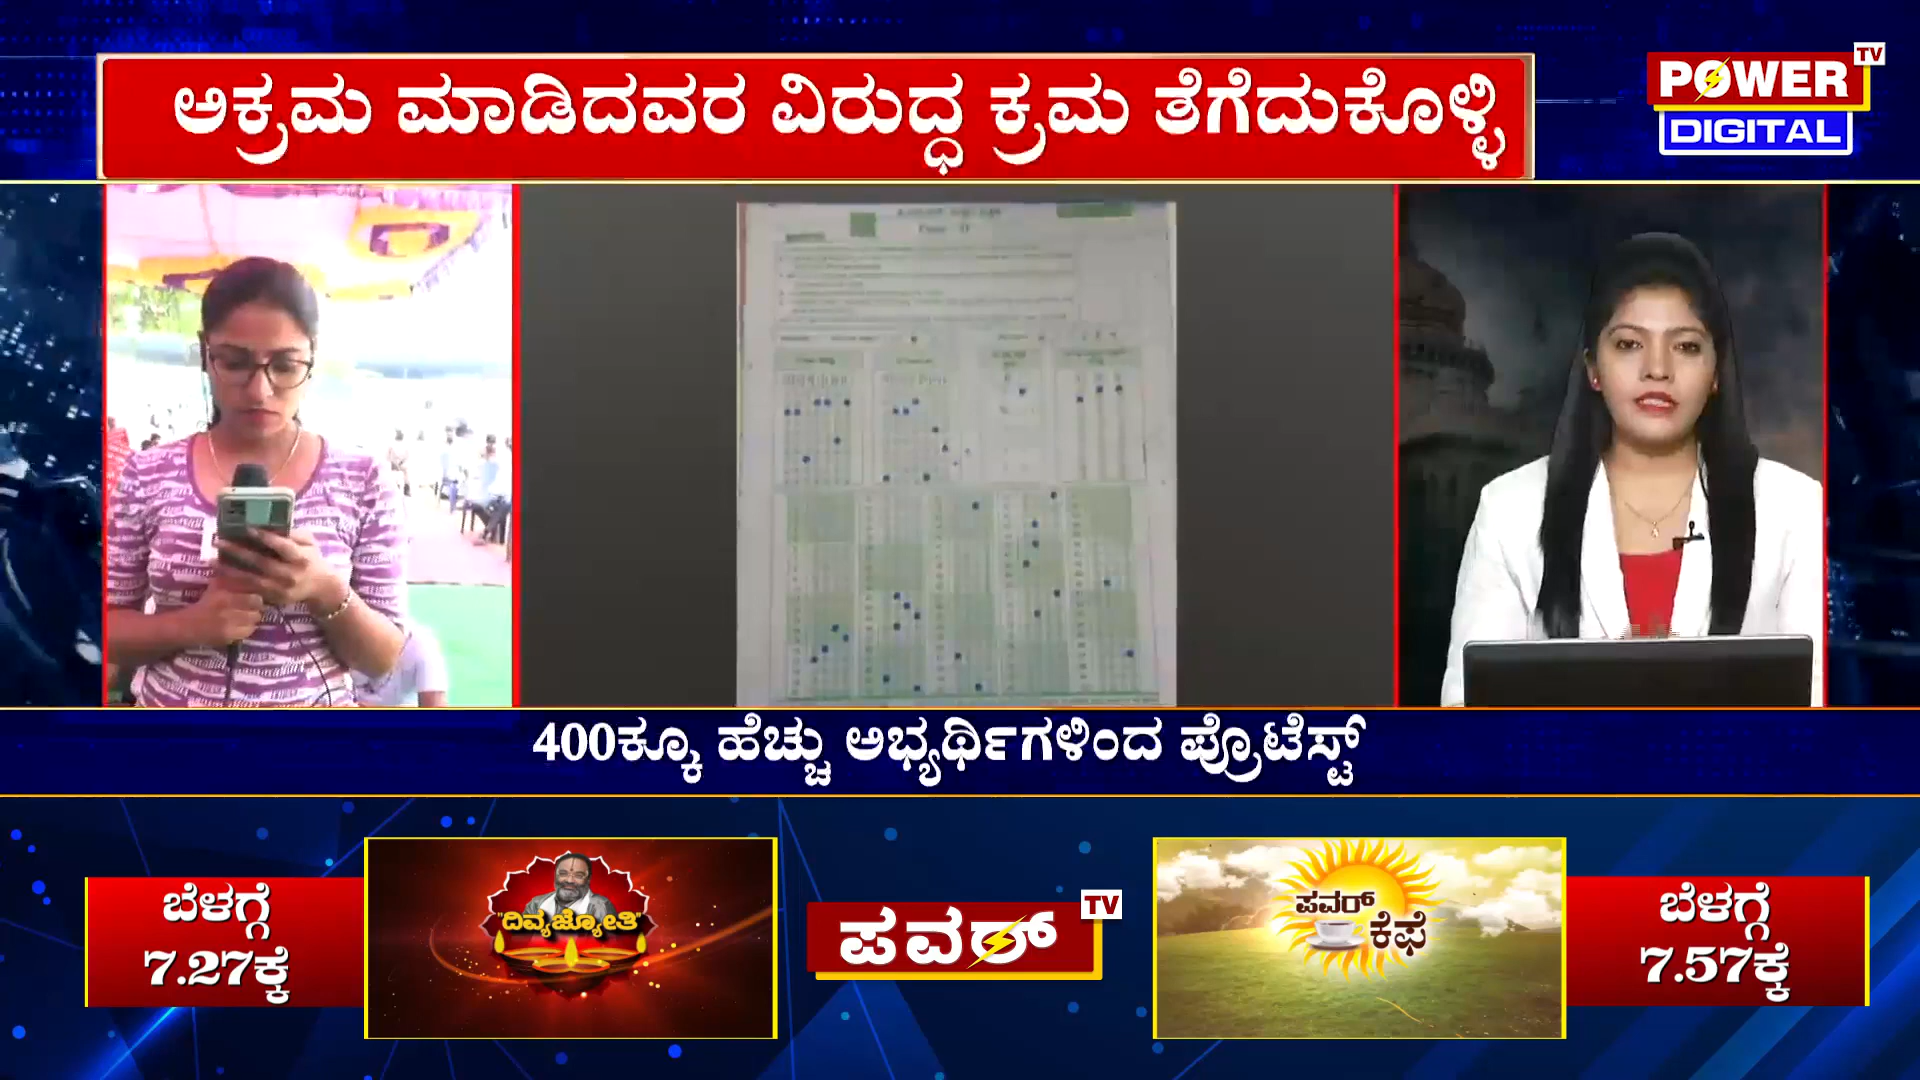 ಅಕ್ರಮ ಮಾಡಿದವರ ವಿರುದ್ಧ ಕ್ರಮ ತೆಗೆದುಕೊಳ್ಳಿ
POWER TV
DIGITAL
400ಕ್ಕೂ ಹೆಚ್ಚು ಅಭ್ಯರ್ಥಿಗಳಿಂದ ಪ್ರೊಟೆಸ್ಟ್
ಬೆಳಗ್ಗೆ
7.27ಕ್ಕೆ
"ದಿವ್ಯಜ್ಯೋತಿ"
ಪವರ್ TV
ಪವರ್
ಕೆಫೆ
ಬೆಳಗ್ಗೆ
7.57ಕ್ಕೆ